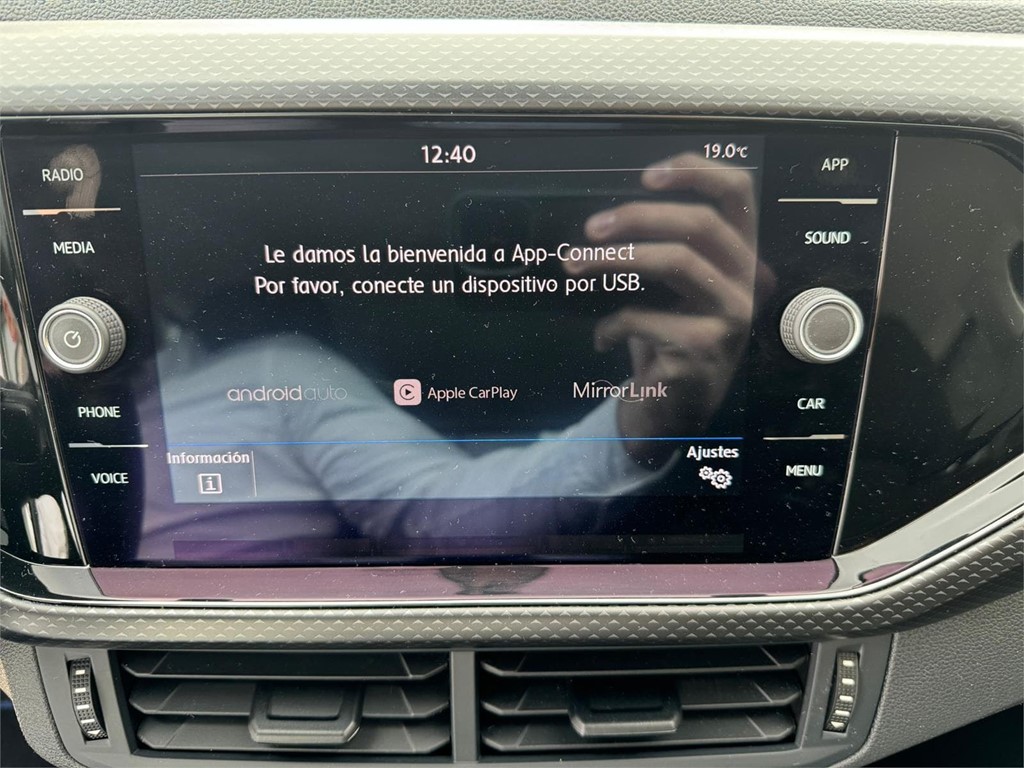 12:40
19.0°C
RADIO
MEDIA
PHONE
VOICE
Le damos la bienvenida a App-Connect
Por favor, conecte un dispositivo por USB.
androidauto
Apple CarPlay
MirrorLink
Información
i
Ajustes
APP
SOUND
CAR
MENU